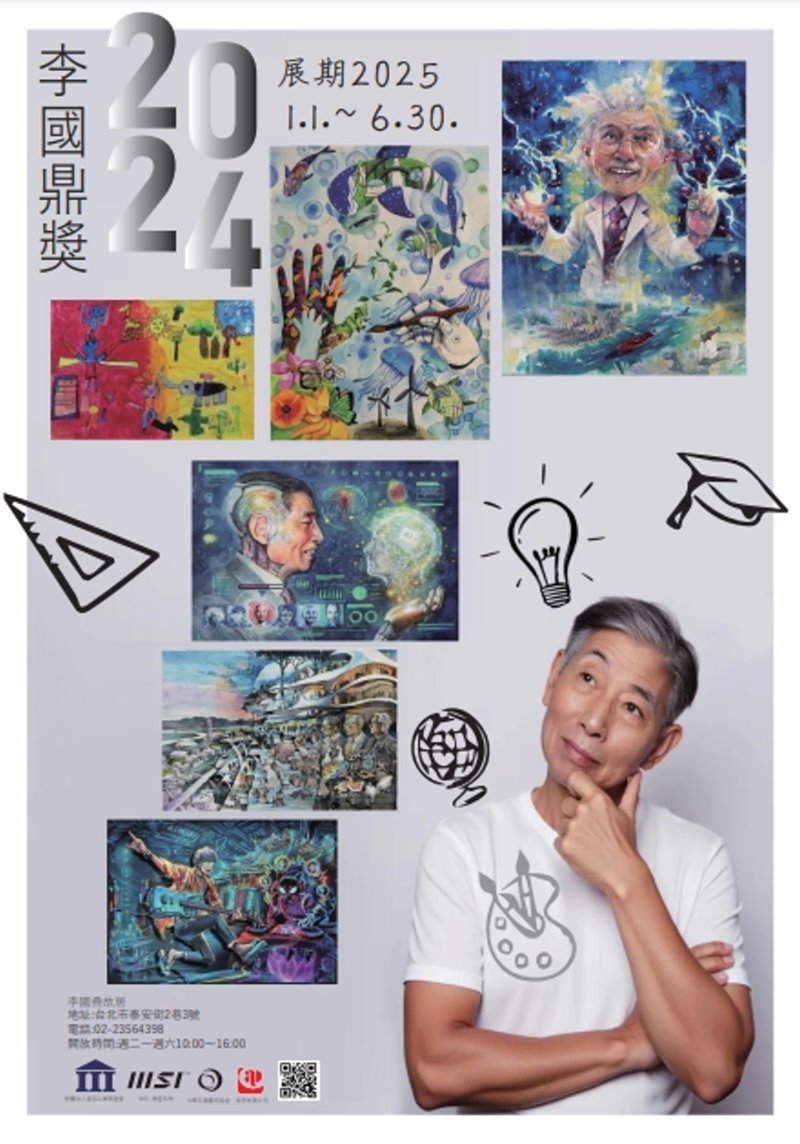 李國鼎獎
2024
展期2025
1.1.~ 6.30.
李國鼎故居
地址:台北市泰安街2巷3號
電話:02-23564398
開放時間:週二～週六10:00～16:00
msi